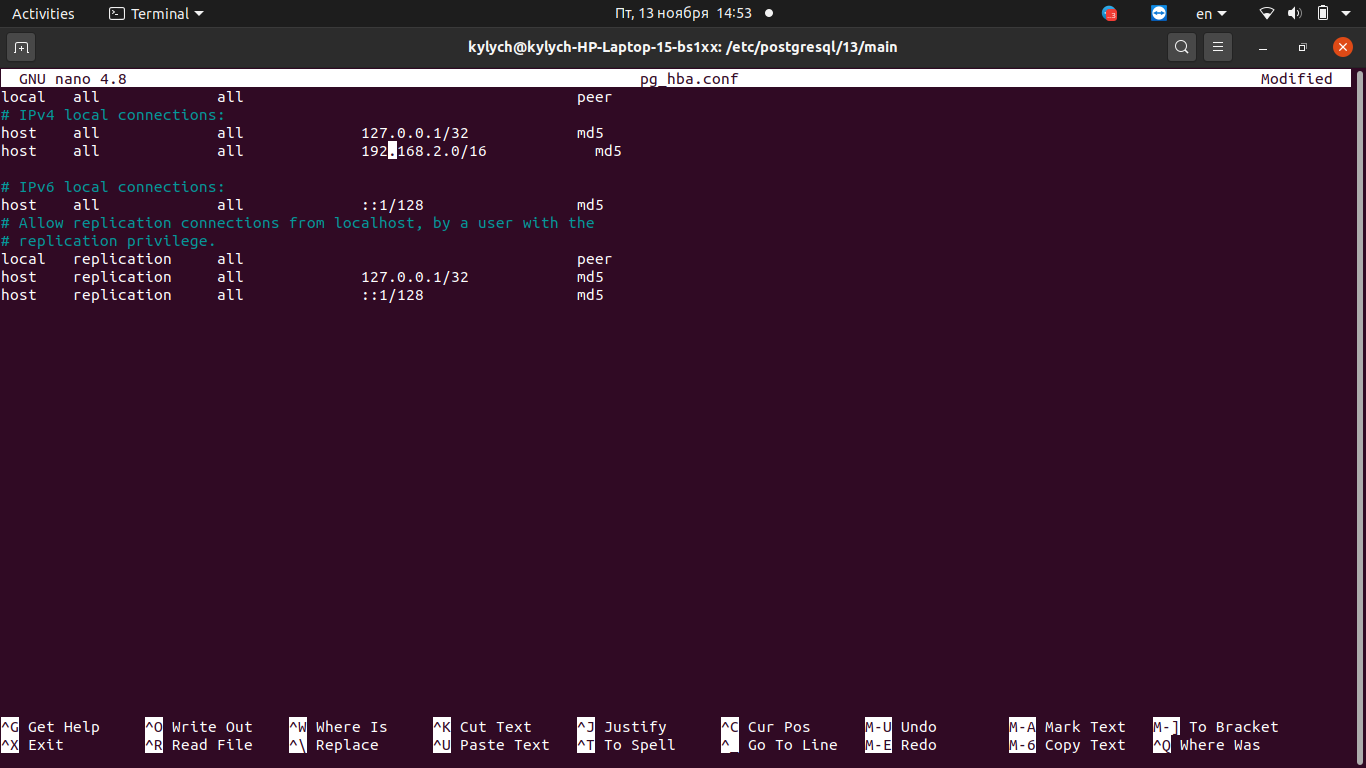 Activities Terminal Пт, 13 ноября 14:53 3 en
kylych@kylych-HP-Laptop-15-bs1xx: /etc/postgresql/13/main
GNU nano 4.8 pg_hba.conf Modified
local all all peer
# IPv4 local connections:
host all all 127.0.0.1/32 md5
host all all 192.168.2.0/16 md5
# IPv6 local connections:
host all all ::1/128 md5
# Allow replication connections from localhost, by a user with the
# replication privilege.
local replication all peer
host replication all 127.0.0.1/32 md5
host replication all ::1/128 md5
^G Get Help ^O Write Out ^W Where Is ^K Cut Text ^J Justify ^C Cur Pos M-U Undo M-A Mark Text M-] To Bracket
^X Exit ^R Read File ^\ Replace ^U Paste Text ^T To Spell ^_ Go To Line M-E Redo M-6 Copy Text ^Q Where Was